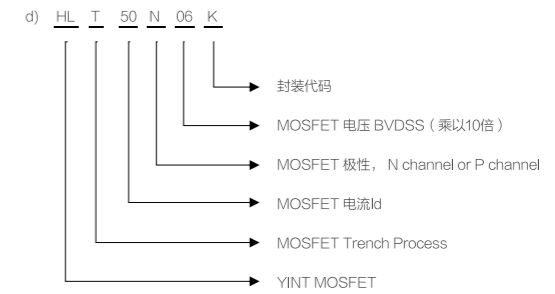 d) HL T 50 N 06 K
封装代码
MOSFET 电压 BVDSS（乘以10倍）
MOSFET 极性， N channel or P channel
MOSFET 电流Id
MOSFET Trench Process
YINT MOSFET